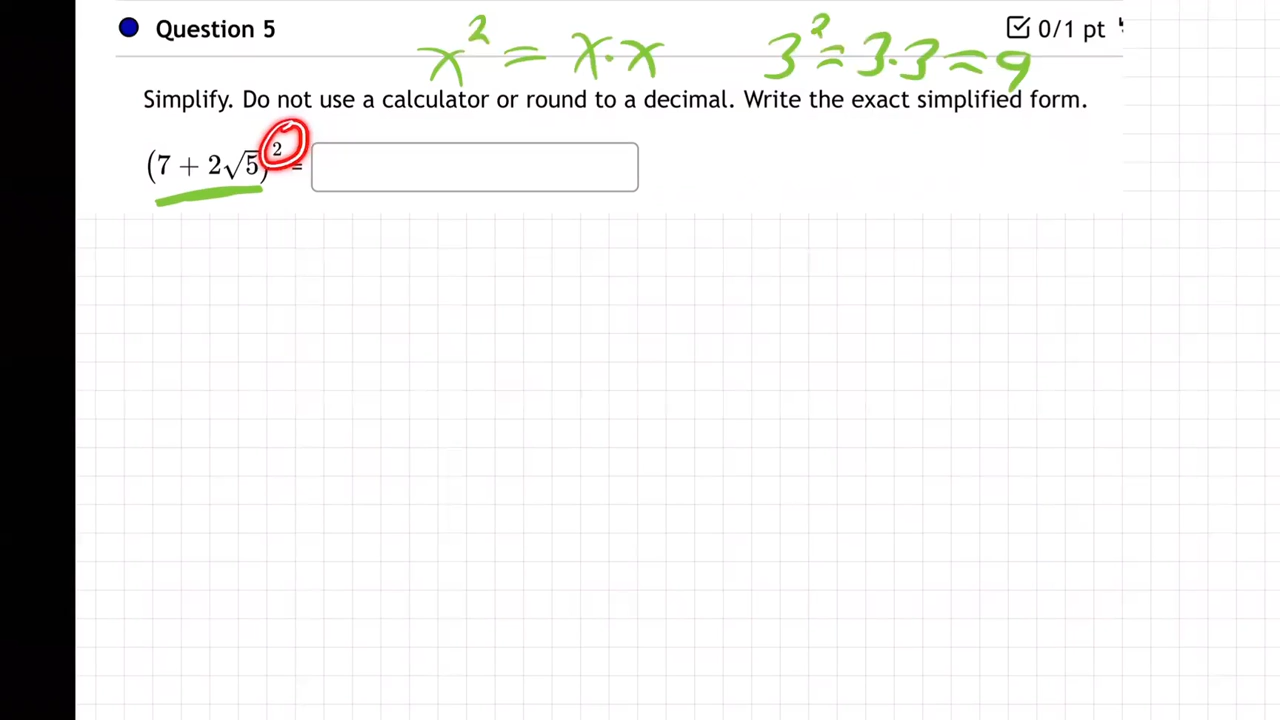 Question 5
0/1 pt
x² = x·x
3² = 3·3 = 9
Simplify. Do not use a calculator or round to a decimal. Write the exact simplified form.
(7 + 2√5)² =